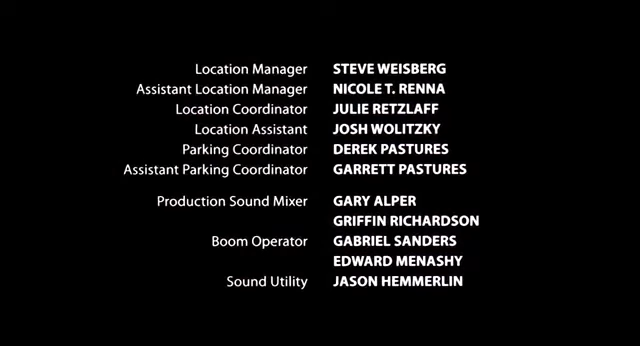 Location Manager STEVE WEISBERG
Assistant Location Manager NICOLE T. RENNA
Location Coordinator JULIE RETZLAFF
Location Assistant JOSH WOLITZKY
Parking Coordinator DEREK PASTURES
Assistant Parking Coordinator GARRETT PASTURES
Production Sound Mixer GARY ALPER
GRIFFIN RICHARDSON
Boom Operator GABRIEL SANDERS
EDWARD MENASHY
Sound Utility JASON HEMMERLIN